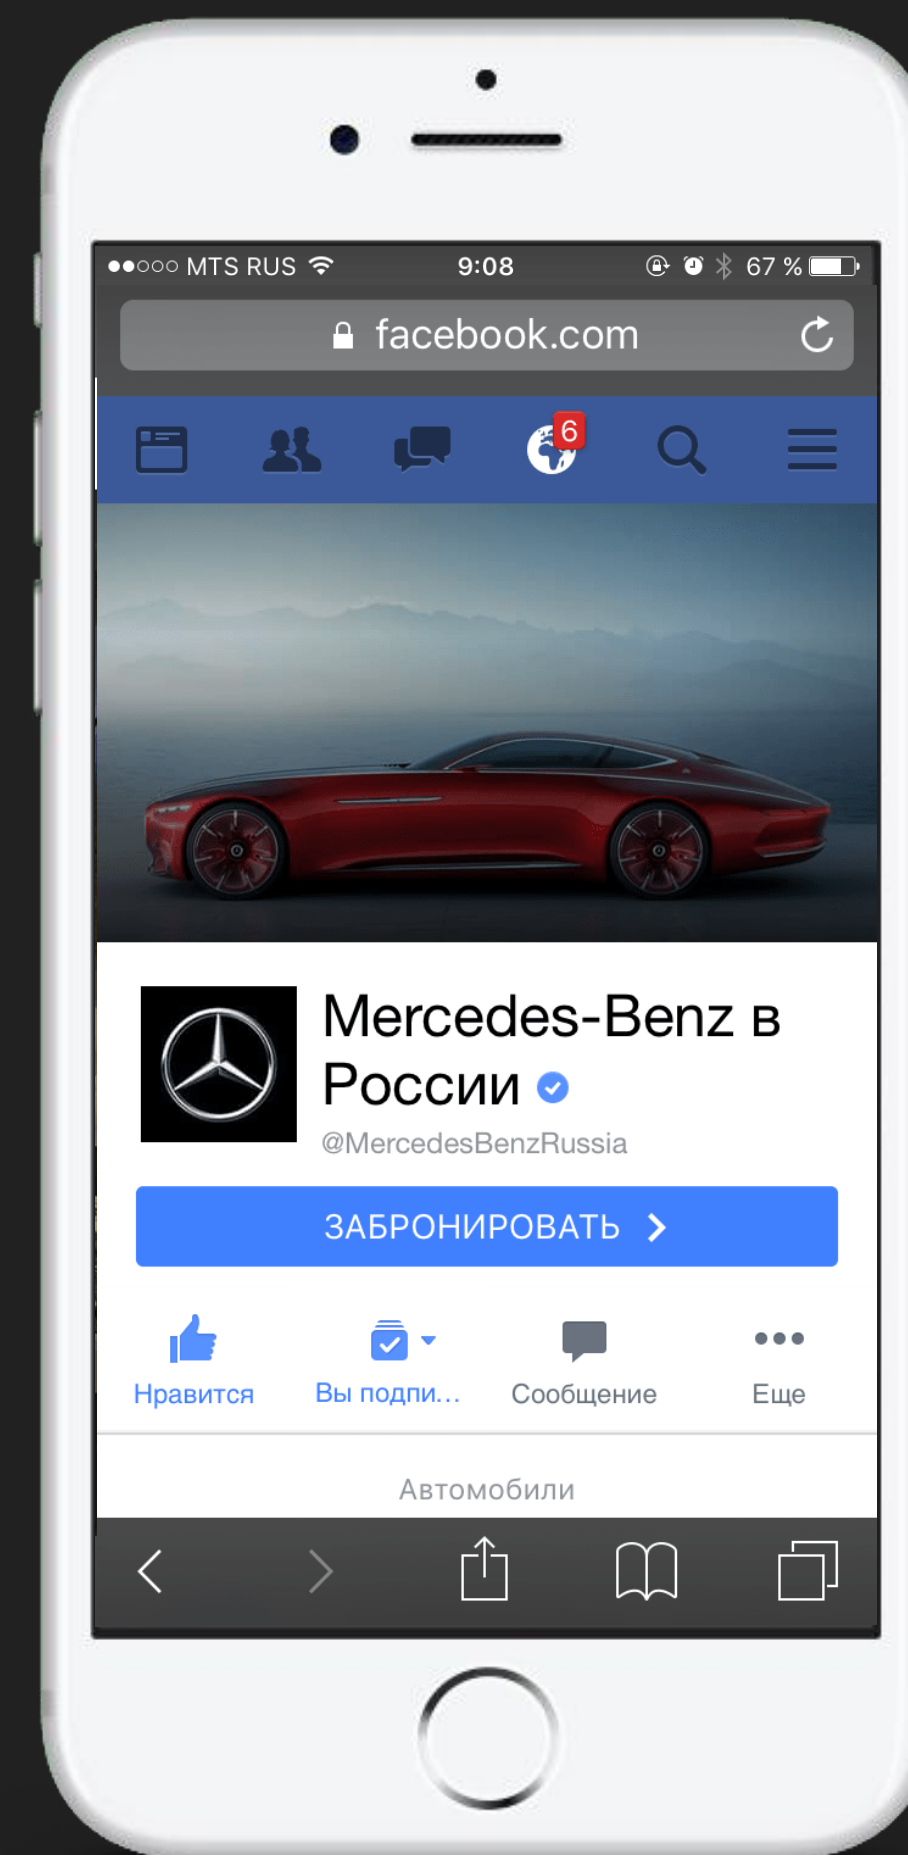 MTS RUS 9:08 67 %
facebook.com
6
Mercedes-Benz в
России
@MercedesBenzRussia
ЗАБРОНИРОВАТЬ
Нравится Вы подпи... Сообщение Еще
Автомобили